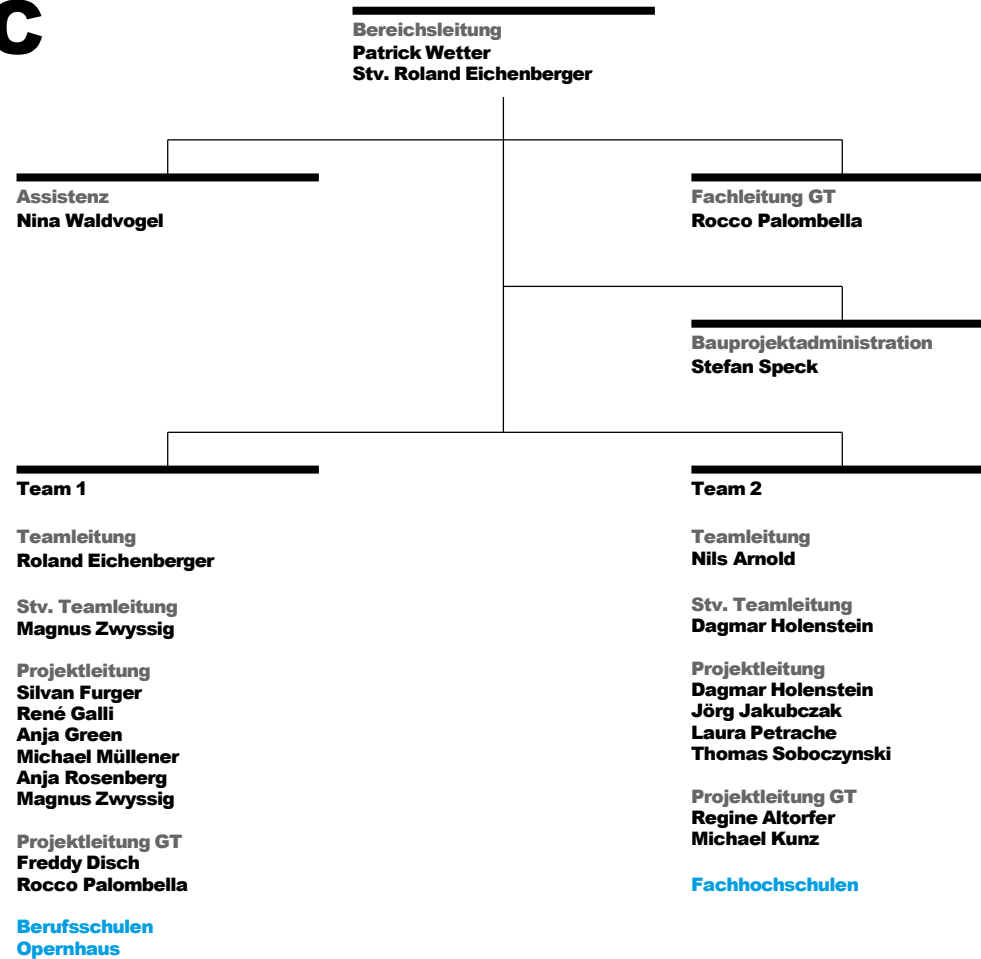 C
Bereichsleitung
Patrick Wetter
Stv. Roland Eichenberger
Assistenz
Nina Waldvogel
Fachleitung GT
Rocco Palombella
Bauprojektadministration
Stefan Speck
Team 1
Teamleitung
Roland Eichenberger
Stv. Teamleitung
Magnus Zwyssig
Projektleitung
Silvan Furger
René Galli
Anja Green
Michael Müllener
Anja Rosenberg
Magnus Zwyssig
Projektleitung GT
Freddy Disch
Rocco Palombella
Berufsschulen
Opernhaus
Team 2
Teamleitung
Nils Arnold
Stv. Teamleitung
Dagmar Holenstein
Projektleitung
Dagmar Holenstein
Jörg Jakubczak
Laura Petrache
Thomas Soboczynski
Projektleitung GT
Regine Altorfer
Michael Kunz
Fachhochschulen